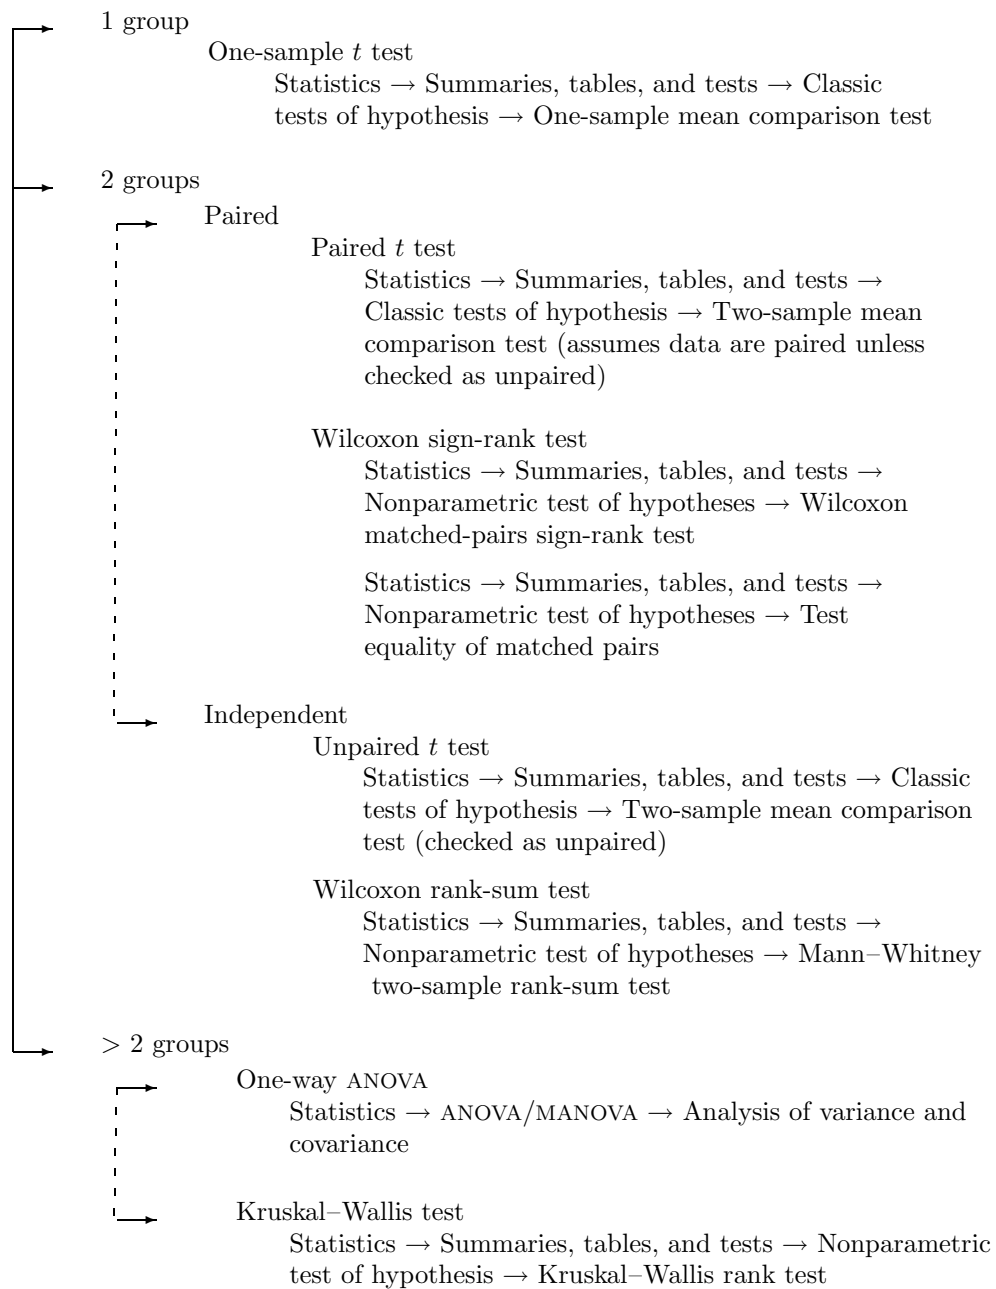 1 group
One-sample t test
Statistics → Summaries, tables, and tests → Classic
tests of hypothesis → One-sample mean comparison test
2 groups
Paired
Paired t test
Statistics → Summaries, tables, and tests →
Classic tests of hypothesis → Two-sample mean
comparison test (assumes data are paired unless
checked as unpaired)
Wilcoxon sign-rank test
Statistics → Summaries, tables, and tests →
Nonparametric test of hypotheses → Wilcoxon
matched-pairs sign-rank test
Statistics → Summaries, tables, and tests →
Nonparametric test of hypotheses → Test
equality of matched pairs
Independent
Unpaired t test
Statistics → Summaries, tables, and tests → Classic
tests of hypothesis → Two-sample mean comparison
test (checked as unpaired)
Wilcoxon rank-sum test
Statistics → Summaries, tables, and tests →
Nonparametric test of hypotheses → Mann–Whitney
two-sample rank-sum test
> 2 groups
One-way ANOVA
Statistics → ANOVA/MANOVA → Analysis of variance and
covariance
Kruskal–Wallis test
Statistics → Summaries, tables, and tests → Nonparametric
test of hypothesis → Kruskal–Wallis rank test